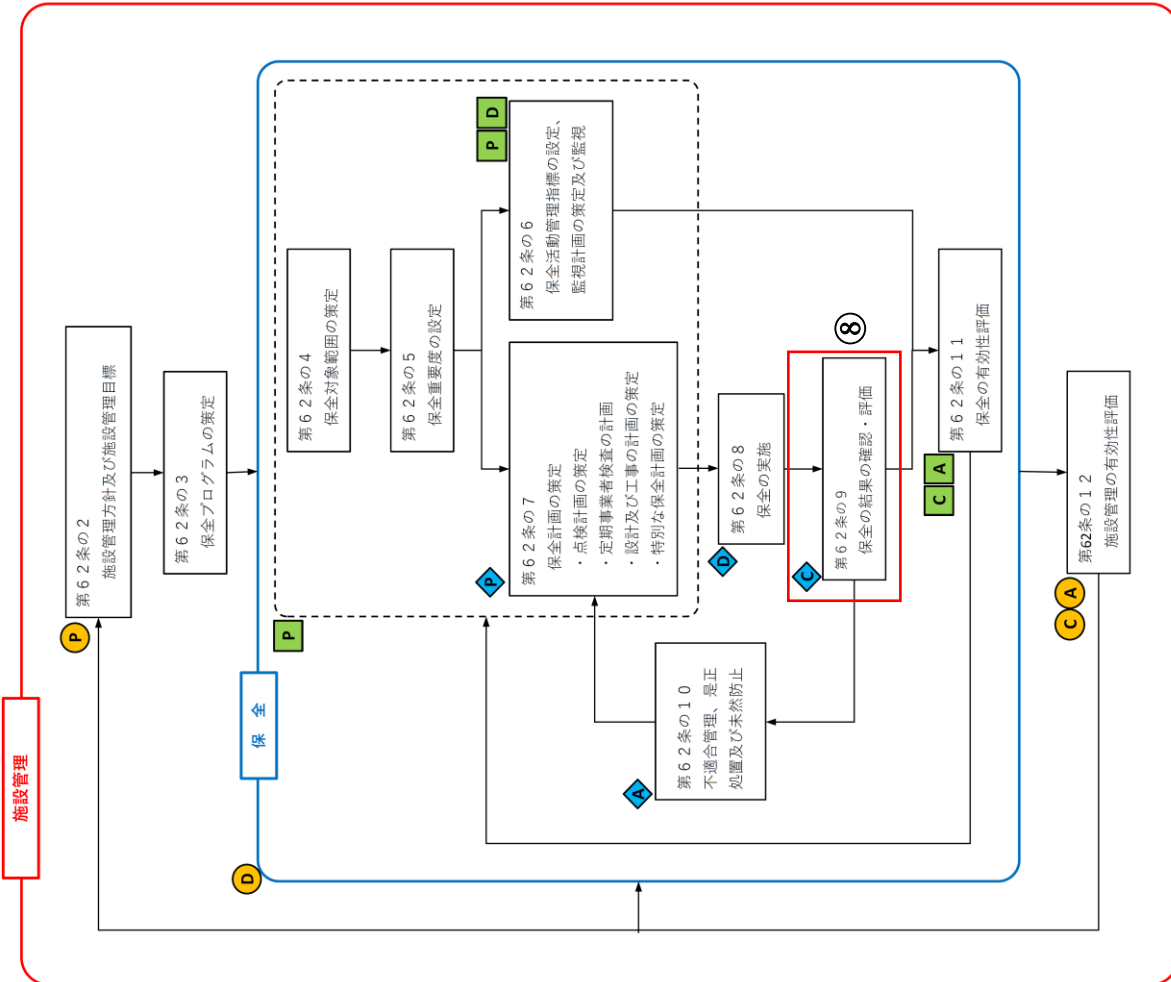 施設管理
第６２条の２
施設管理方針及び施設管理目標
P
第６２条の３
保全プログラムの策定
保 全
D
P
第６２条の４
保全対象範囲の策定
第６２条の５
保全重要度の設定
第６２条の６
保全活動管理指標の設定、
監視計画の策定及び監視
P D
第６２条の７
保全計画の策定
・点検計画の策定
・定期事業者検査の計画
・設計及び工事の計画の策定
・特別な保全計画の策定
P
第６２条の８
保全の実施
D
第６２条の９
保全の結果の確認・評価
C
⑧
第６２条の１０
不適合管理、是正
処置及び未然防止
A
第６２条の１１
保全の有効性評価
C A
第62条の１２
施設管理の有効性評価
C A